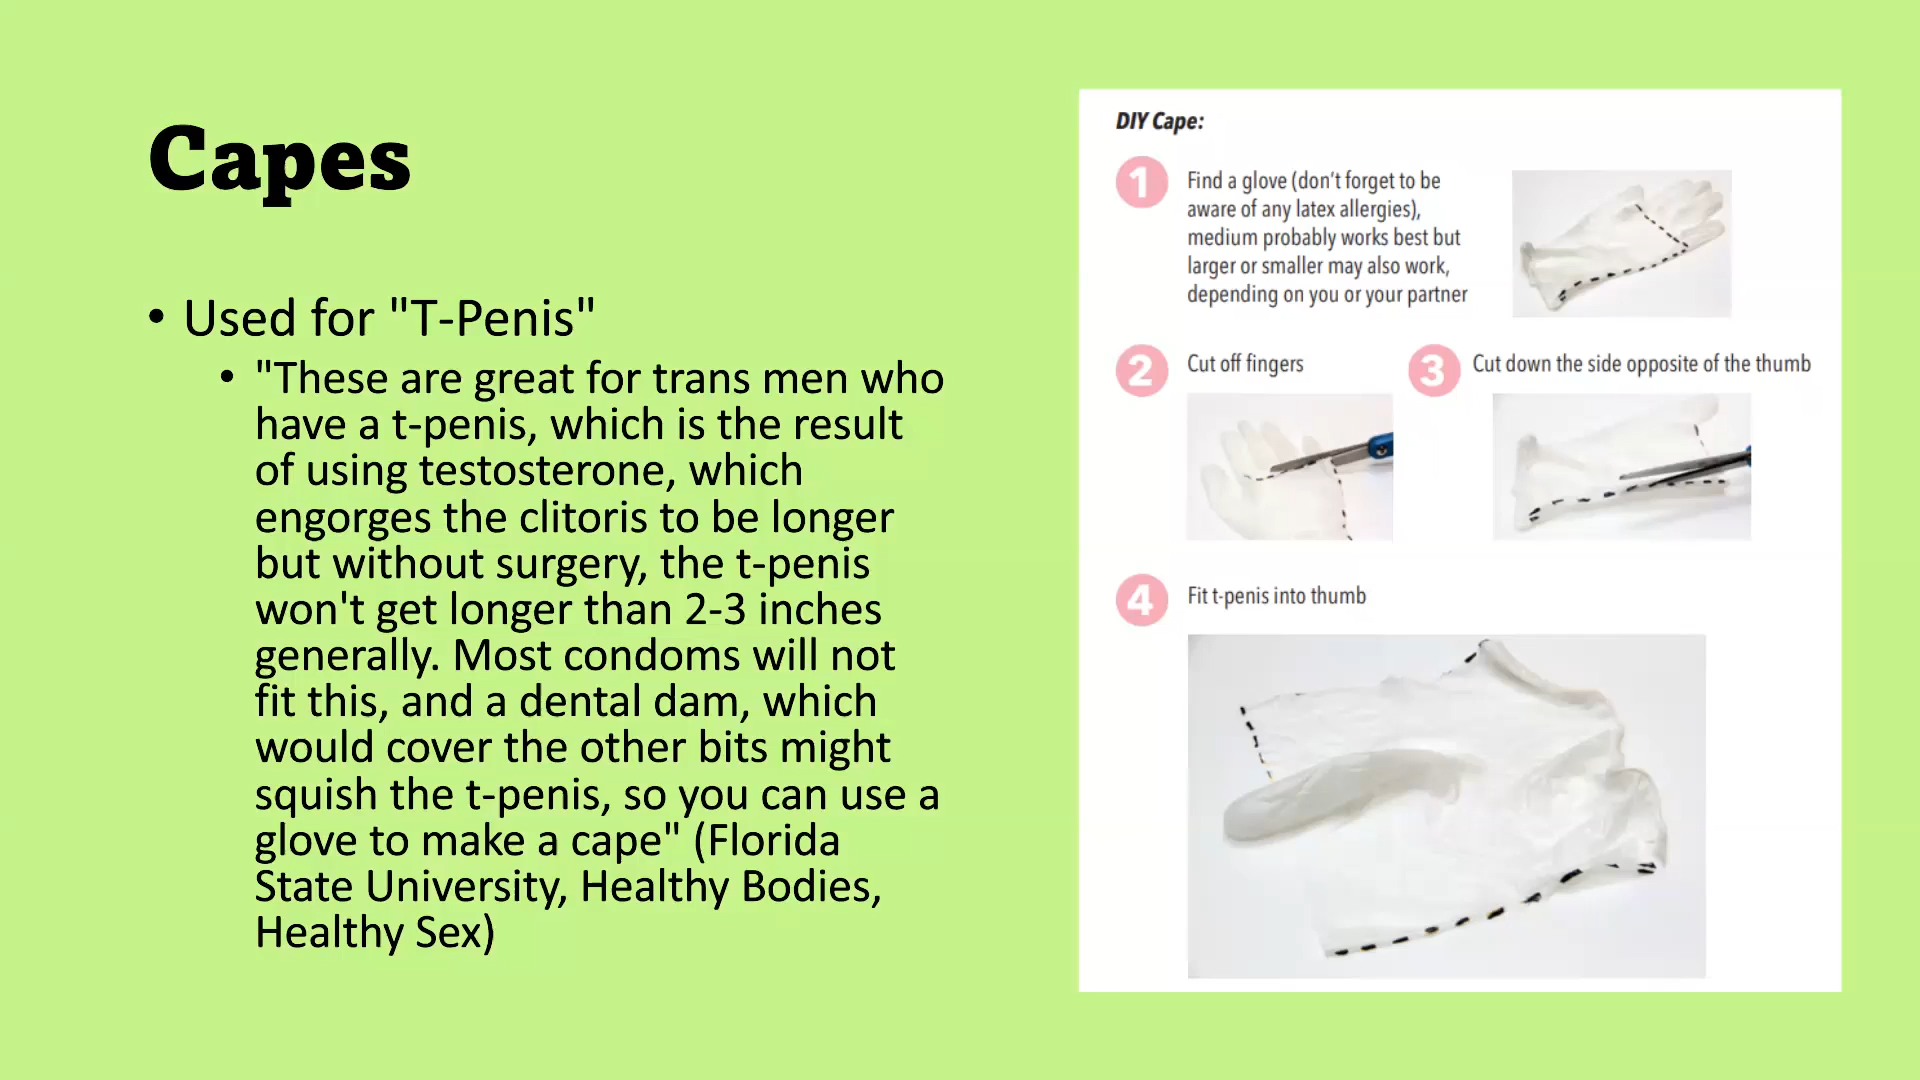 Capes
• Used for "T-Penis"
• "These are great for trans men who
have a t-penis, which is the result
of using testosterone, which
engorges the clitoris to be longer
but without surgery, the t-penis
won't get longer than 2-3 inches
generally. Most condoms will not
fit this, and a dental dam, which
would cover the other bits might
squish the t-penis, so you can use a
glove to make a cape" (Florida
State University, Healthy Bodies,
Healthy Sex)
DIY Cape:
1
Find a glove (don't forget to be
aware of any latex allergies),
medium probably works best but
larger or smaller may also work,
depending on you or your partner
2
Cut off fingers
3
Cut down the side opposite of the thumb
4
Fit t-penis into thumb